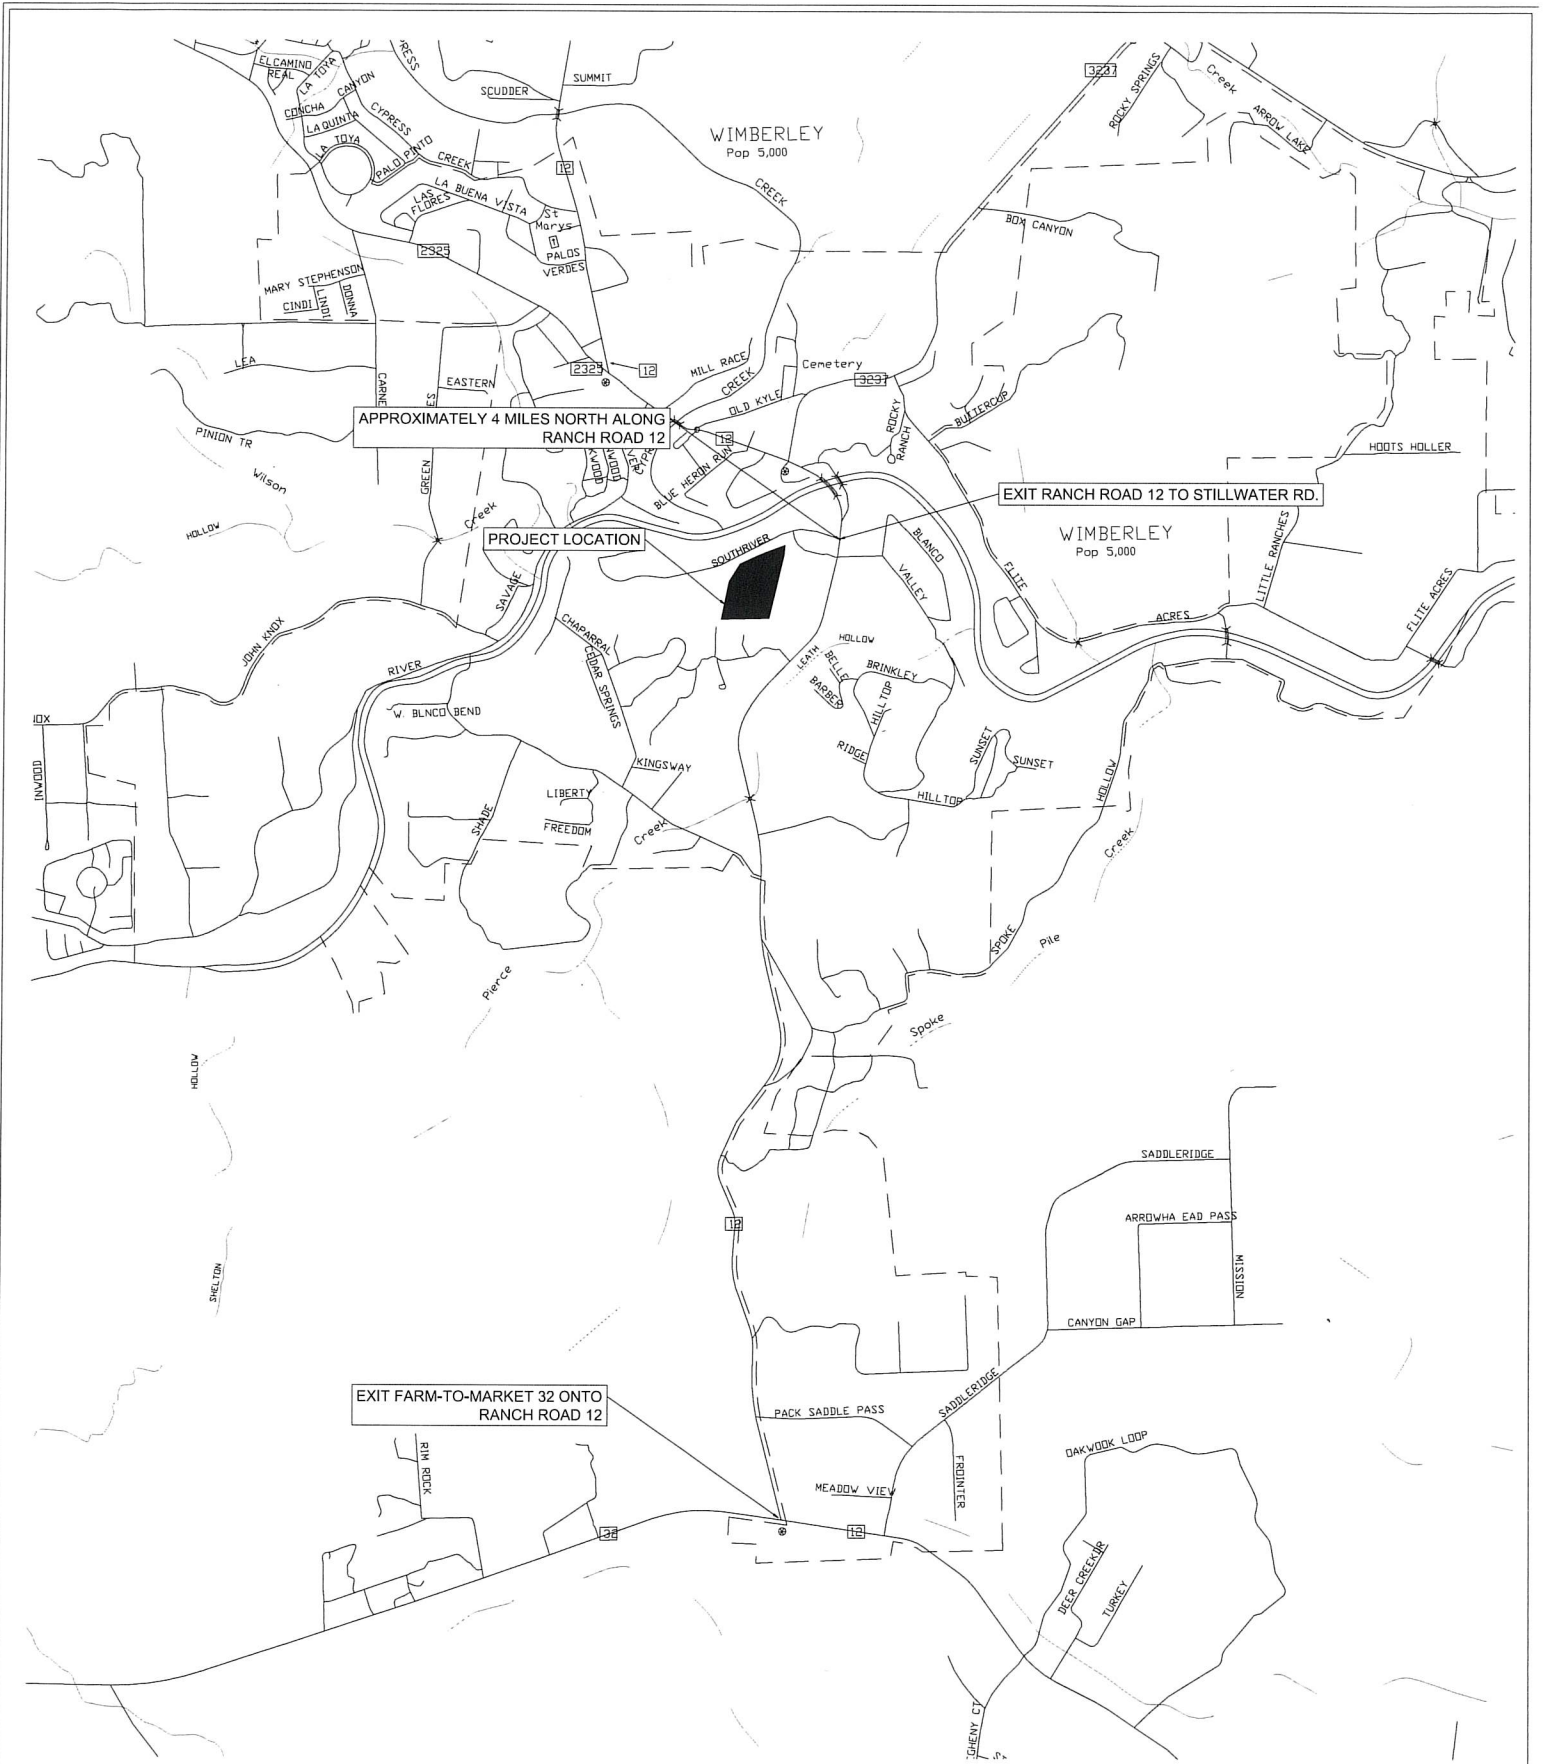 EL CAMINO
REAL
LA TOYA
CANYON
CONCHA
LA QUINTA
CYPRESS
LA TOYA
PALO PINTO
CREEK
RESS
SCUDDER
SUMMIT
WIMBERLEY
Pop 5,000
3237
ROCKY SPRINGS
Creek
ARROW LAKE
12
LA BUENA VISTA
LAS
FLORES
St
Marys
PALOS
VERDES
CREEK
BOX CANYON
2325
MARY STEPHENSON
CINDI
LINDI
DONNA
LEA
CARNE
EASTERN
2325
12
MILL RACE
CREEK
Cemetery
OLD KYLE
3237
ROCKY
RANCH
BUTTERCUP
APPROXIMATELY 4 MILES NORTH ALONG
RANCH ROAD 12
12
PINION TR
Wilson
HOLLOW
GREEN
ES
Creek
BLUE HERON RUN
HOOTS HOLLER
EXIT RANCH ROAD 12 TO STILLWATER RD.
PROJECT LOCATION
SOUTHRIVER
BLANCO
VALLEY
WIMBERLEY
Pop 5,000
LITTLE RANCHES
FLITE
ACRES
FLITE ACRES
SAVAGE
JOHN KNOX
RIVER
CHAPARRAL
CEDAR SPRINGS
HOLLOW
LEATH
BELLE
BARBER
BRINKLEY
HILLTOP
RIDGE
SUNSET
SUNSET
HILLTOP
W. BLNCO BEND
KINGSWAY
LIBERTY
FREEDOM
SHADE
Creek
HOLLOW
Creek
SPOKE
Pile
Spoke
INWOOD
Pierce
HOLLOW
SHELTON
12
SADDLERIDGE
ARROWHA EAD PASS
MISSION
CANYON GAP
EXIT FARM-TO-MARKET 32 ONTO
RANCH ROAD 12
PACK SADDLE PASS
SADDLERIDGE
FROINTER
MEADOW VIEW
RIM ROCK
32
12
OAKWOOK LOOP
DEER CREEK
TURKEY
GHENY CT